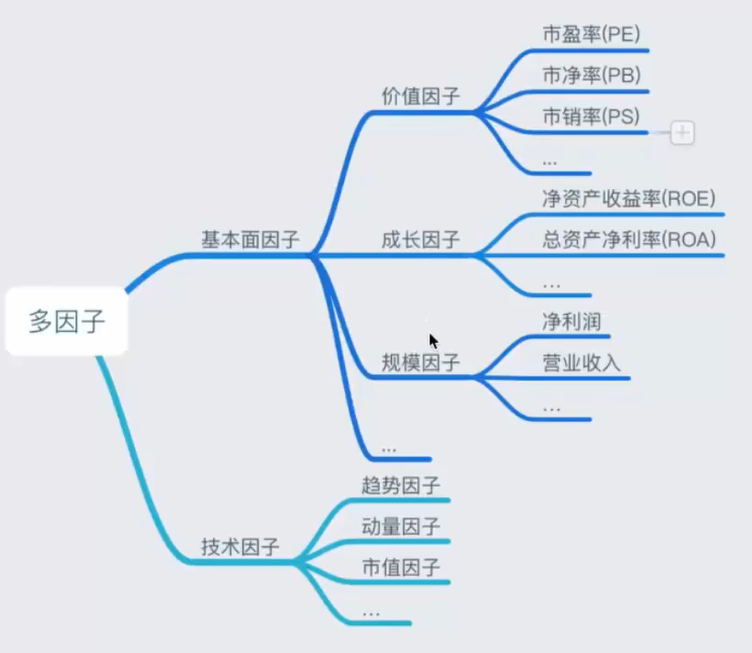 多因子
基本面因子
价值因子
市盈率(PE)
市净率(PB)
市销率(PS)
...
成长因子
净资产收益率(ROE)
总资产净利率(ROA)
...
规模因子
净利润
营业收入
...
...
技术因子
趋势因子
动量因子
市值因子
...